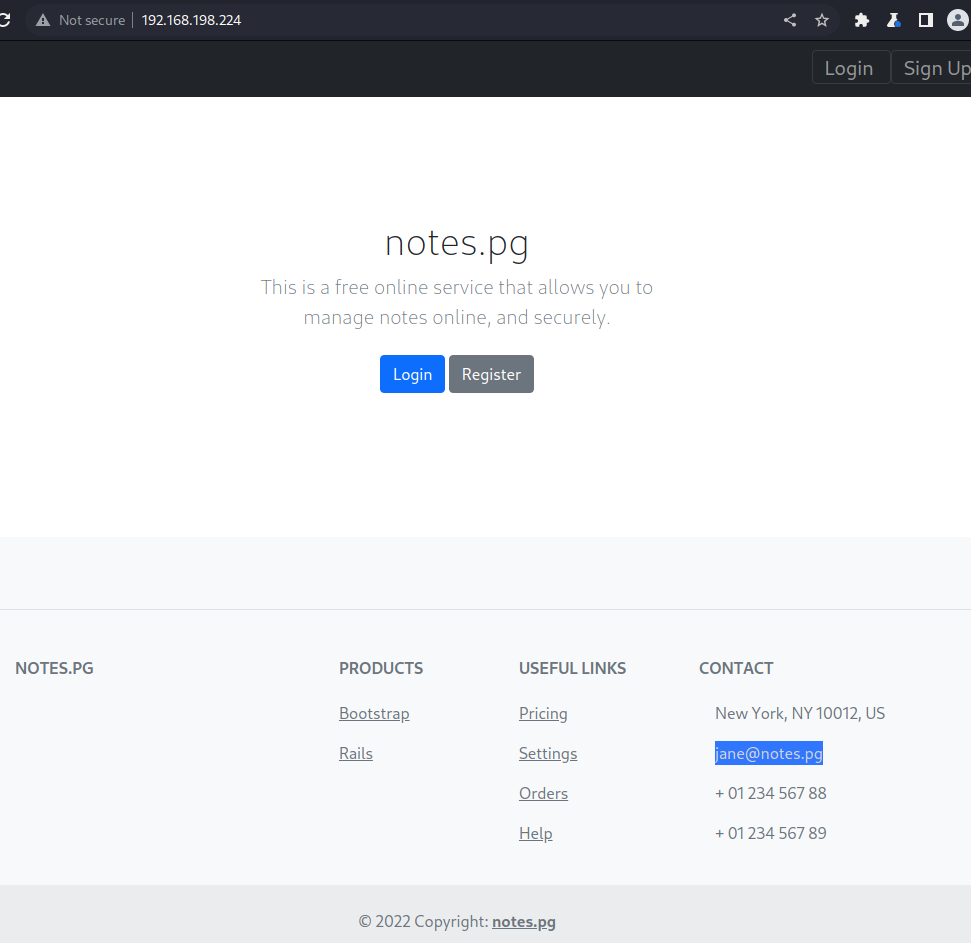 Not secure 192.168.198.224
Login Sign Up
notes.pg
This is a free online service that allows you to
manage notes online, and securely.
Login Register
NOTES.PG
PRODUCTS
Bootstrap
Rails
USEFUL LINKS
Pricing
Settings
Orders
Help
CONTACT
New York, NY 10012, US
jane@notes.pg
+ 01 234 567 88
+ 01 234 567 89
© 2022 Copyright: notes.pg